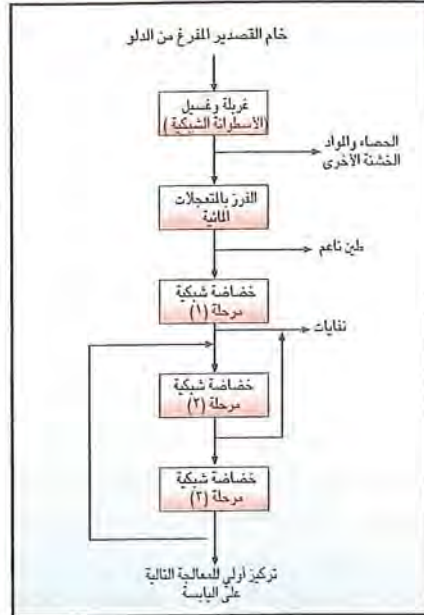 خام القصدير المفرغ من الدلو
غربلة وغسيل
(الأسطوانة الشبكية)
الحصاء والمواد
الخشنة الأخرى
الفرز بالمتعجلات
المائية
طين ناعم
خضاضة شبكية
مرحلة (١)
نفايات
خضاضة شبكية
مرحلة (٢)
خضاضة شبكية
مرحلة (٣)
تركيز أولي للمعالجة التالية
على اليابسة